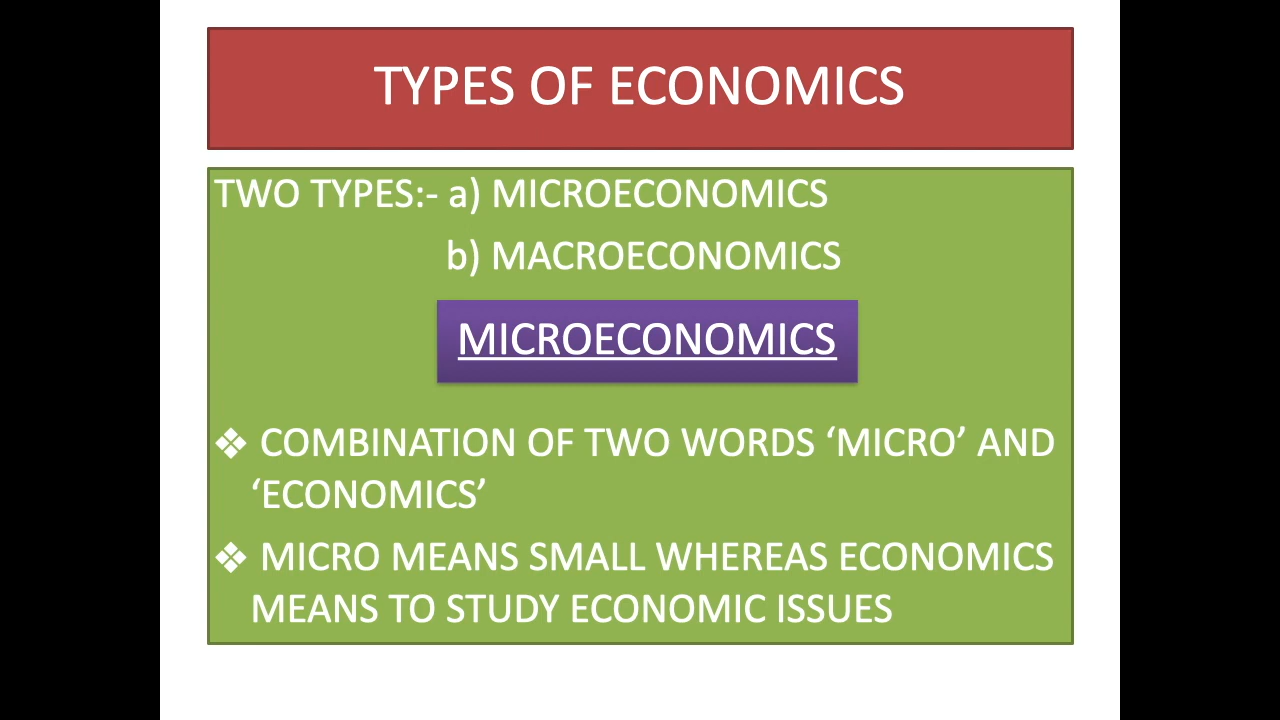 TYPES OF ECONOMICS
TWO TYPES:- a) MICROECONOMICS
b) MACROECONOMICS
MICROECONOMICS
❖ COMBINATION OF TWO WORDS ‘MICRO’ AND
‘ECONOMICS’
❖ MICRO MEANS SMALL WHEREAS ECONOMICS
MEANS TO STUDY ECONOMIC ISSUES